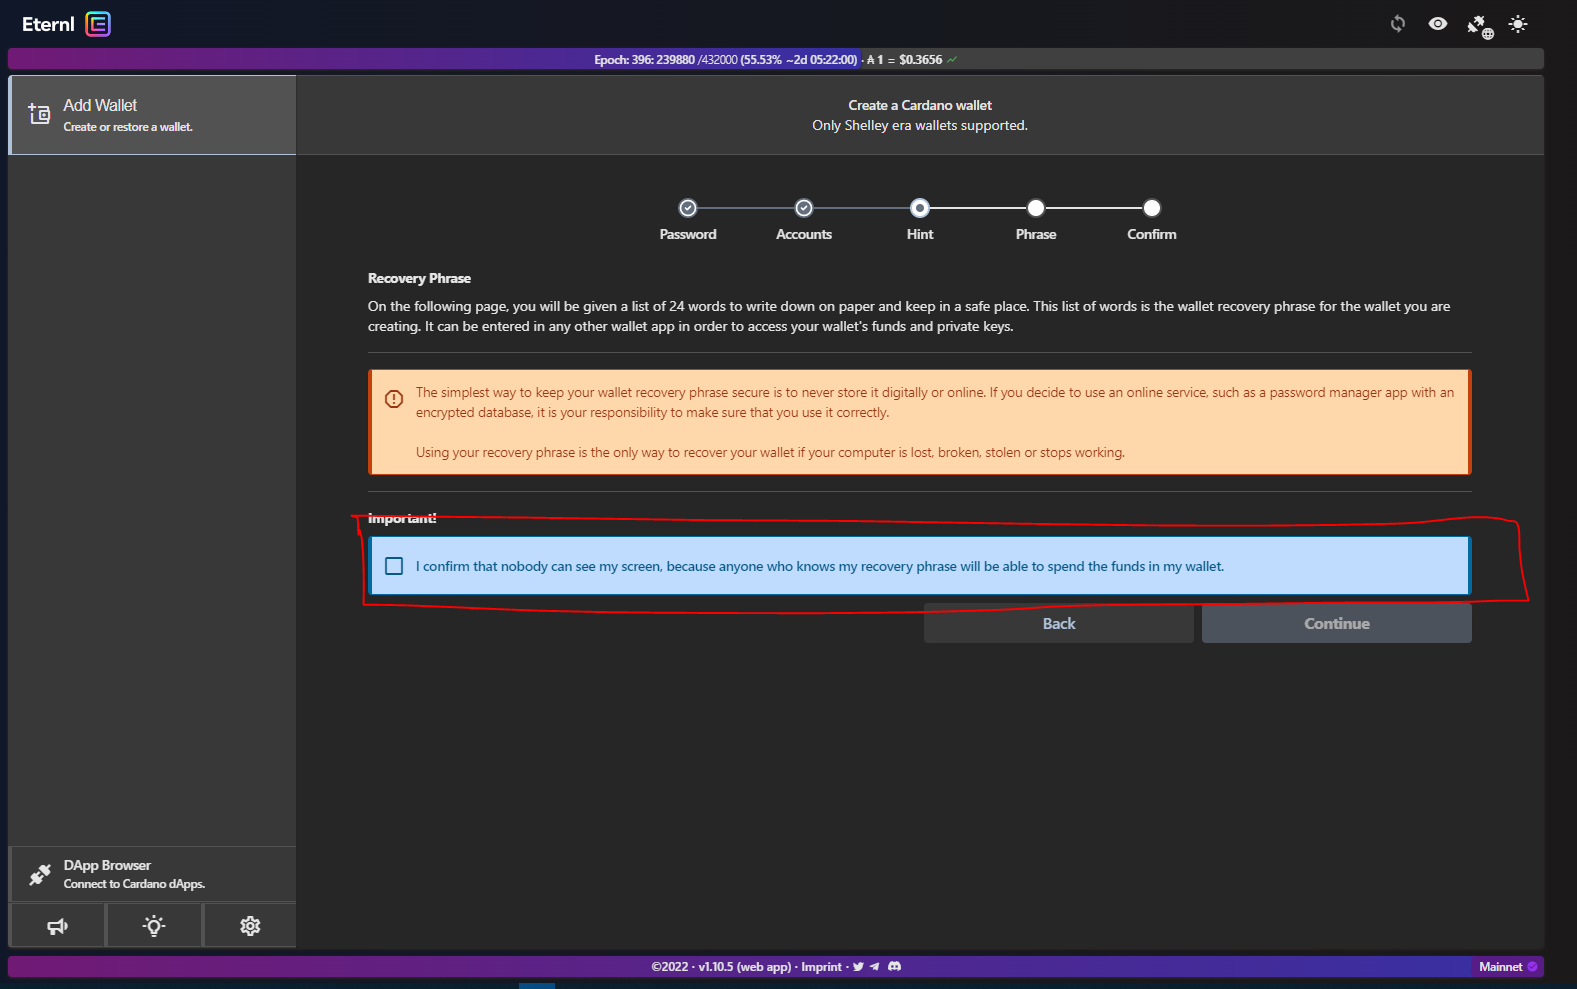 Eternl
Epoch: 396: 239880 /432000 (55.53% ~2d 05:22:00) · ₳ 1 = $0.3656
Add Wallet
Create or restore a wallet.
Create a Cardano wallet
Only Shelley era wallets supported.
Password
Accounts
Hint
Phrase
Confirm
Recovery Phrase
On the following page, you will be given a list of 24 words to write down on paper and keep in a safe place. This list of words is the wallet recovery phrase for the wallet you are
creating. It can be entered in any other wallet app in order to access your wallet's funds and private keys.
The simplest way to keep your wallet recovery phrase secure is to never store it digitally or online. If you decide to use an online service, such as a password manager app with an
encrypted database, it is your responsibility to make sure that you use it correctly.
Using your recovery phrase is the only way to recover your wallet if your computer is lost, broken, stolen or stops working.
Important!
I confirm that nobody can see my screen, because anyone who knows my recovery phrase will be able to spend the funds in my wallet.
Back
Continue
DApp Browser
Connect to Cardano dApps.
©2022 · v1.10.5 (web app) · Imprint ·
Mainnet